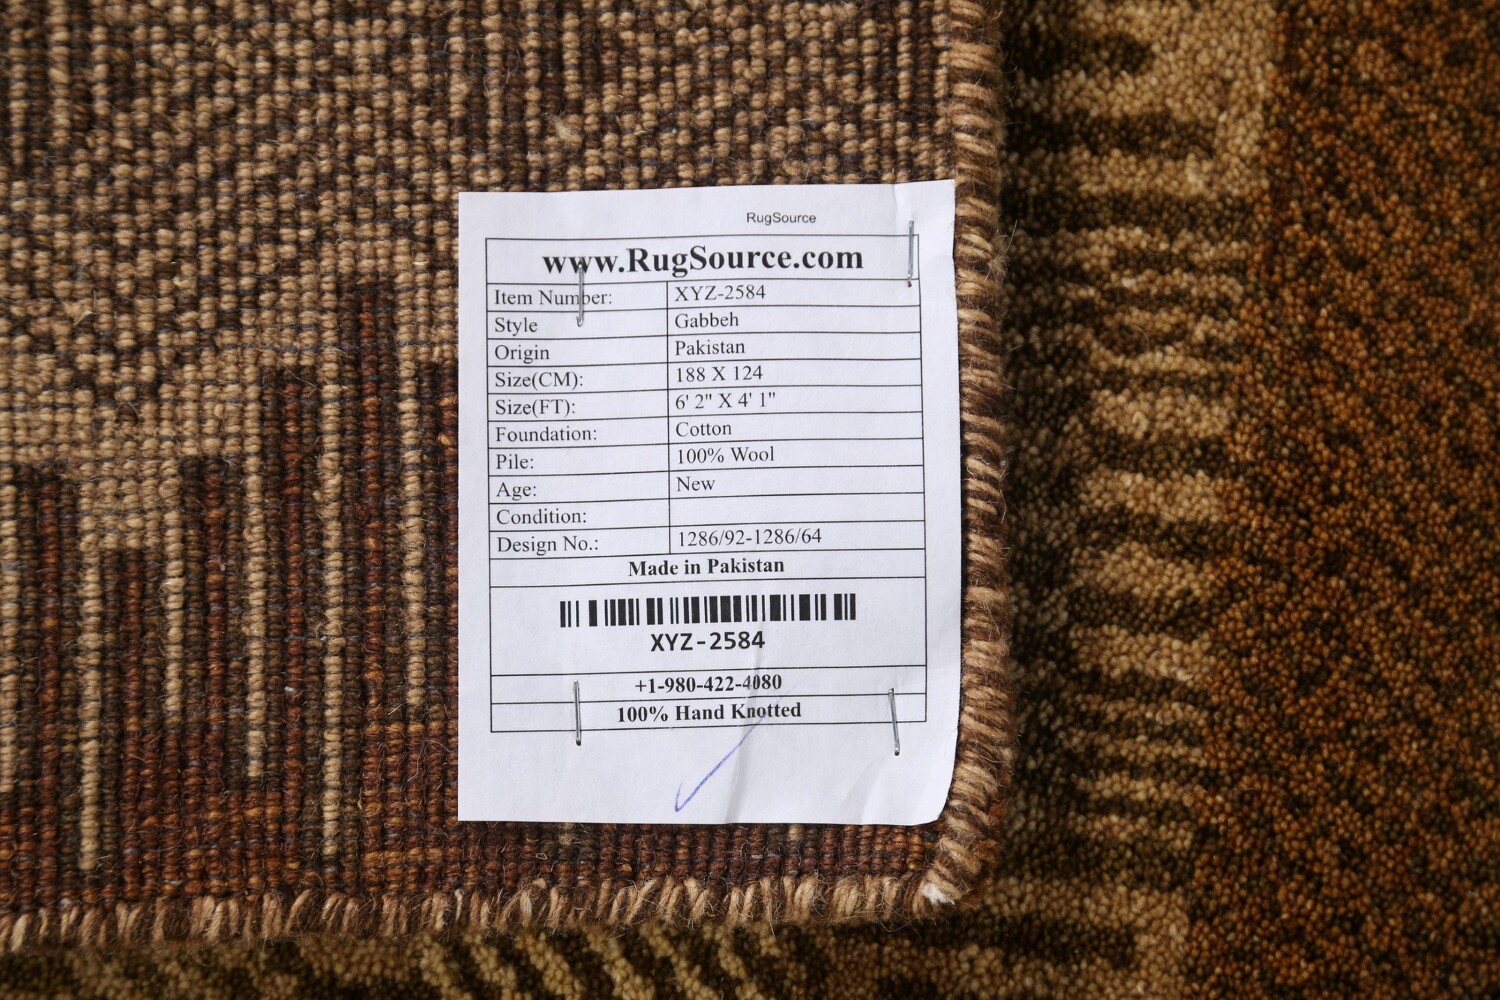 RugSource
www.RugSource.com
Item Number: XYZ-2584
Style Gabbeh
Origin Pakistan
Size(CM): 188 X 124
Size(FT): 6' 2" X 4' 1"
Foundation: Cotton
Pile: 100% Wool
Age: New
Condition:
Design No.: 1286/92-1286/64
Made in Pakistan
XYZ-2584
+1-980-422-4080
100% Hand Knotted